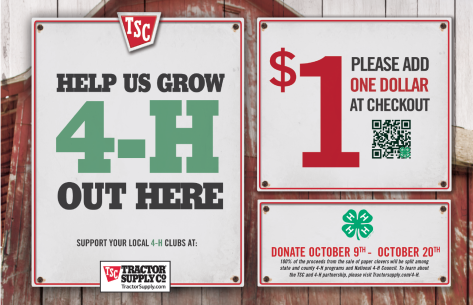 TSC
HELP US GROW
4-H
OUT HERE
SUPPORT YOUR LOCAL 4-H CLUBS AT:
TSC TRACTOR
SUPPLY CO
TractorSupply.com
$1
PLEASE ADD
ONE DOLLAR
AT CHECKOUT
H H H H
DONATE OCTOBER 9TH - OCTOBER 20TH
100% of the proceeds from the sale of paper clovers will be split among
state and county 4-H programs and National 4-H Council. To learn about
the TSC and 4-H partnership, please visit Tractorsupply.com/4-H.